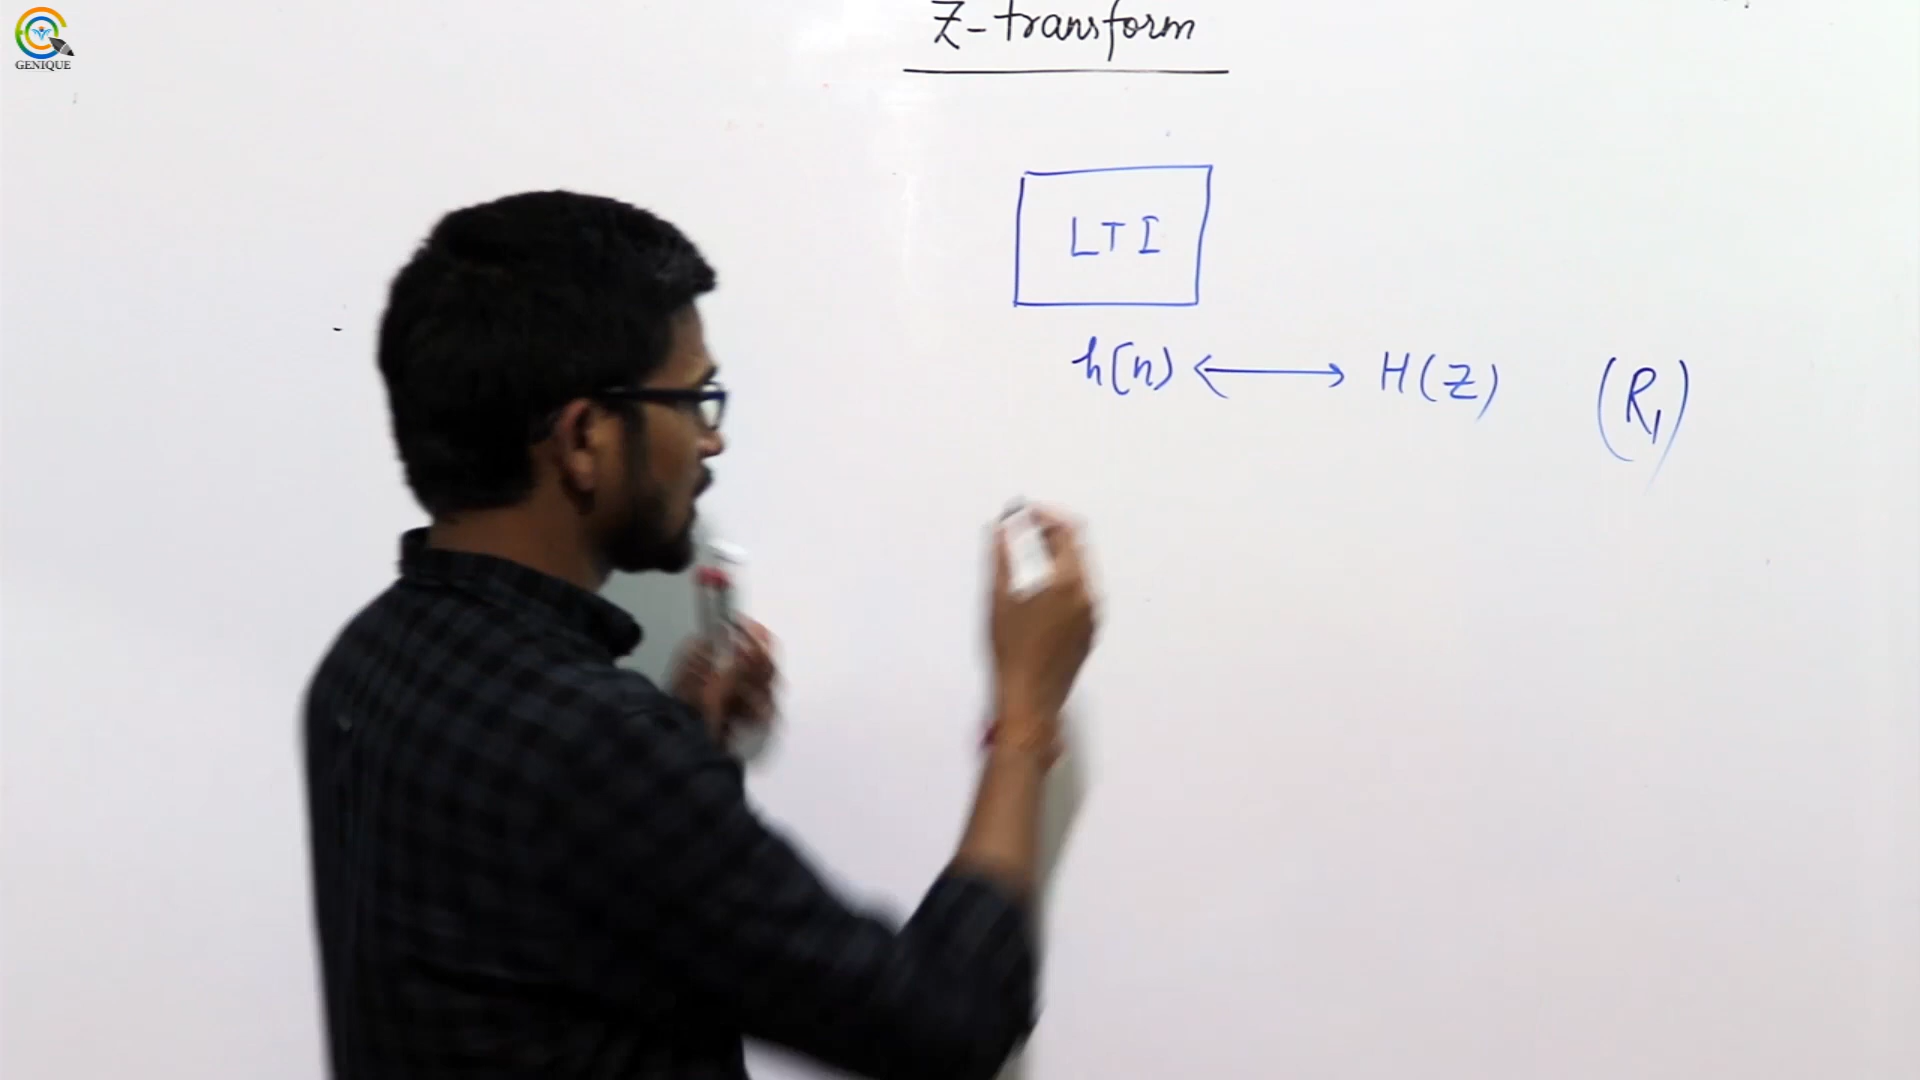 GENIQUE
Z-transform
LTI
h[n] ⟷ H(Z) (R₁)